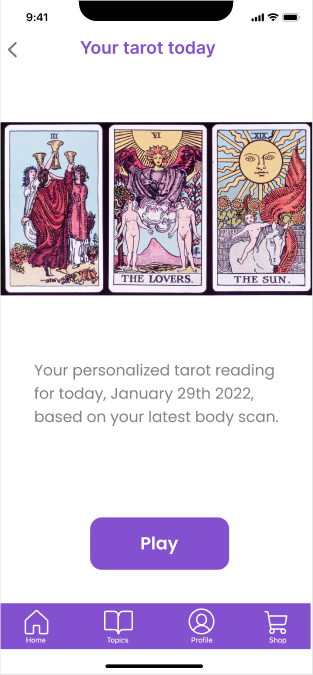 9:41
Your tarot today
III
VI
XIX
THE LOVERS.
THE SUN.
Your personalized tarot reading
for today, January 29th 2022,
based on your latest body scan.
Play
Home
Topics
Profile
Shop